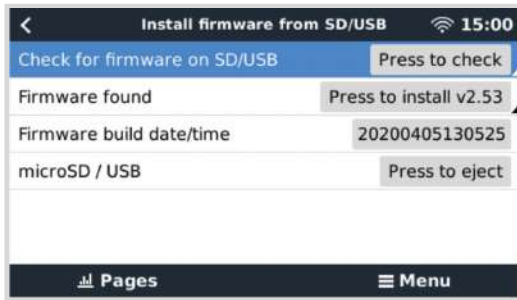 Install firmware from SD/USB 15:00
Check for firmware on SD/USB Press to check
Firmware found Press to install v2.53
Firmware build date/time 20200405130525
microSD / USB Press to eject
Pages Menu